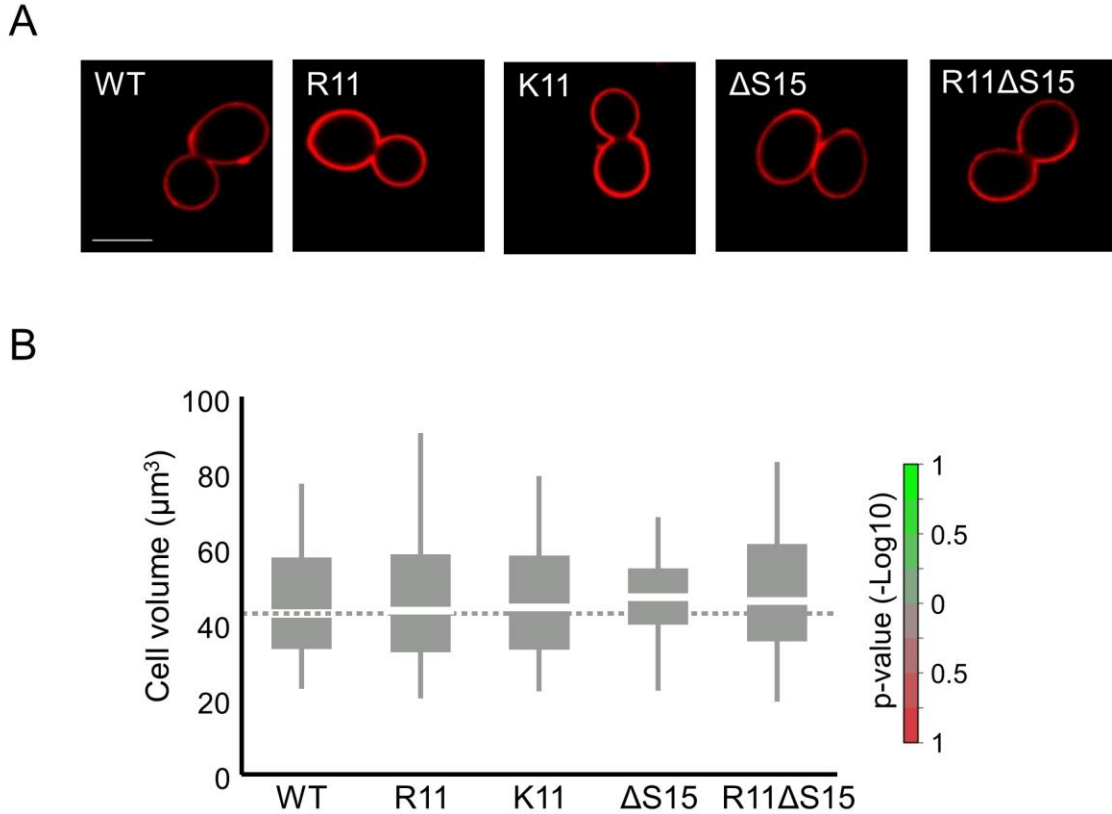 A
WT
R11
K11
ΔS15
R11ΔS15
B
Cell volume (µm³)
100
80
60
40
20
0
WT
R11
K11
ΔS15
R11ΔS15
p-value (-Log10)
1
0.5
0
0.5
1